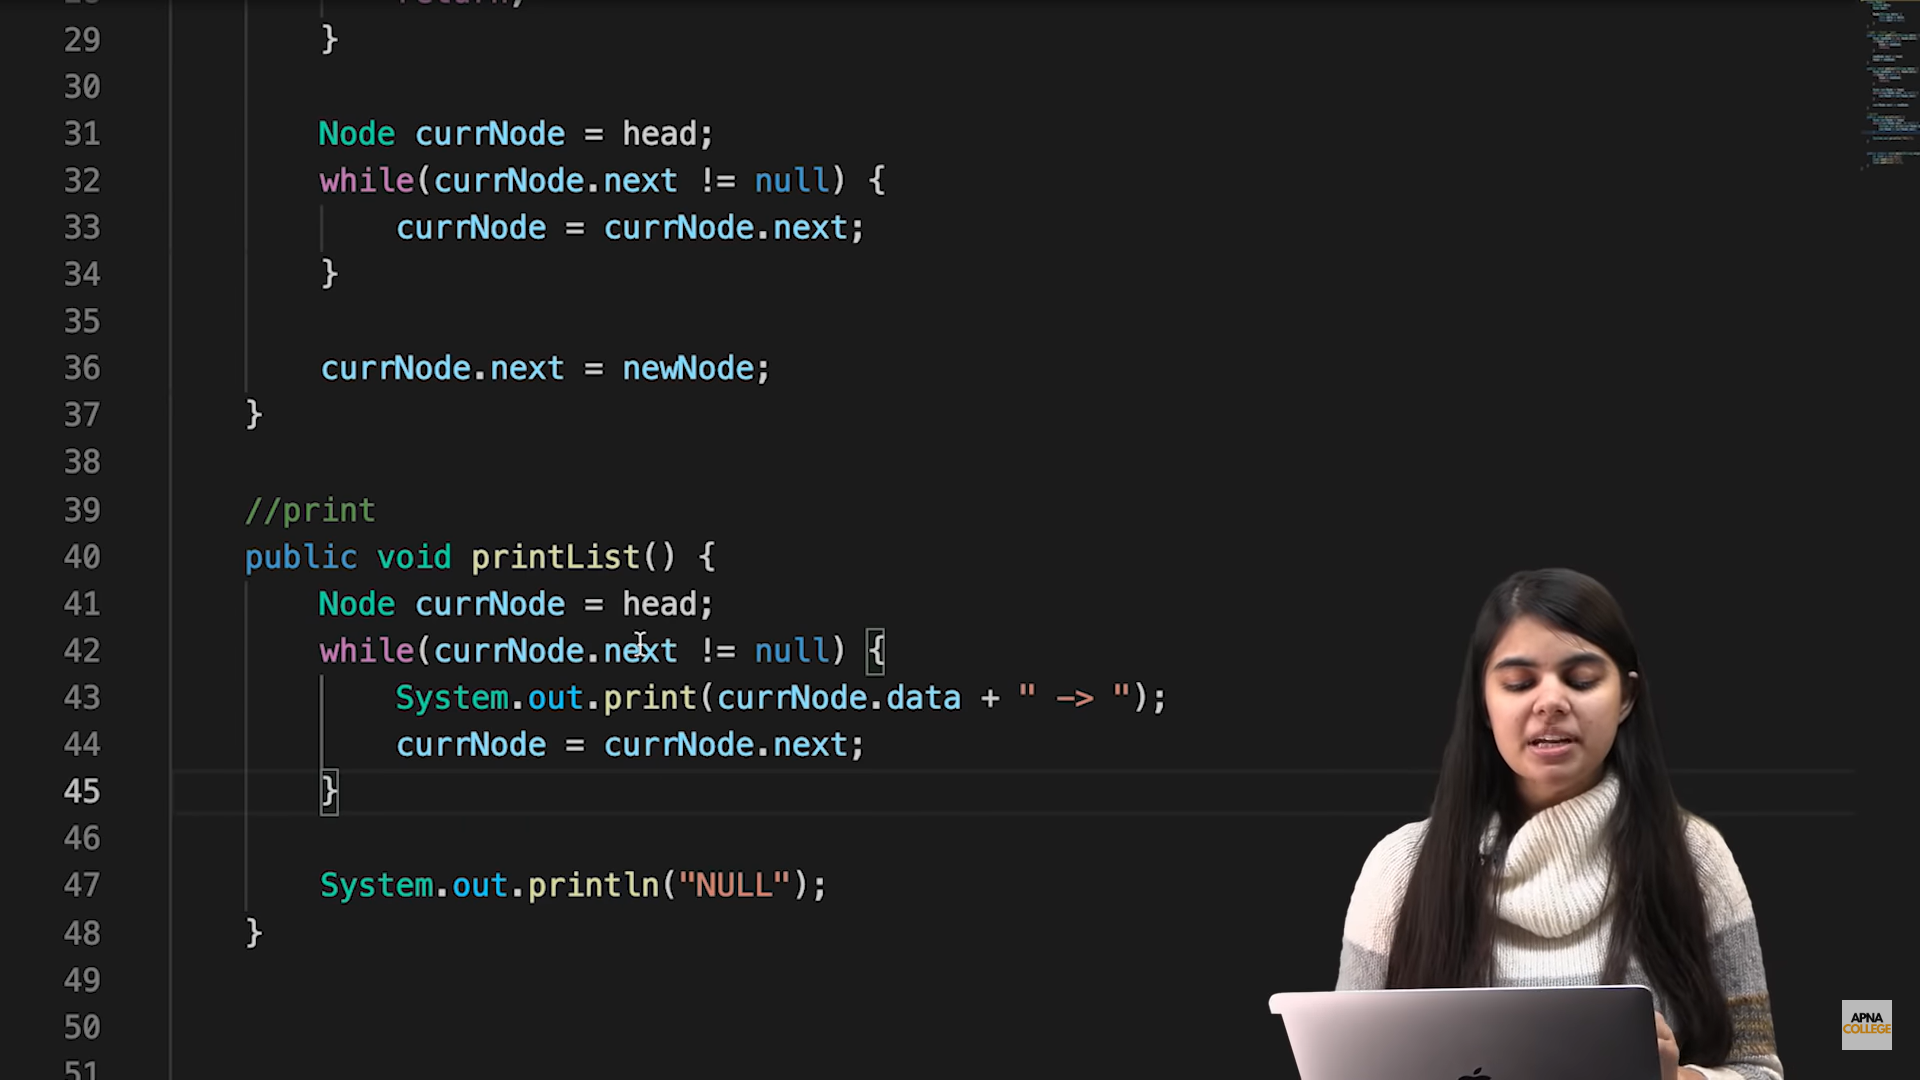 29 }
30
31 Node currNode = head;
32 while(currNode.next != null) {
33 currNode = currNode.next;
34 }
35
36 currNode.next = newNode;
37 }
38
39 //print
40 public void printList() {
41 Node currNode = head;
42 while(currNode.next != null) {
43 System.out.print(currNode.data + " -> ");
44 currNode = currNode.next;
45 }
46
47 System.out.println("NULL");
48 }
49
50
51
APNA
COLLEGE